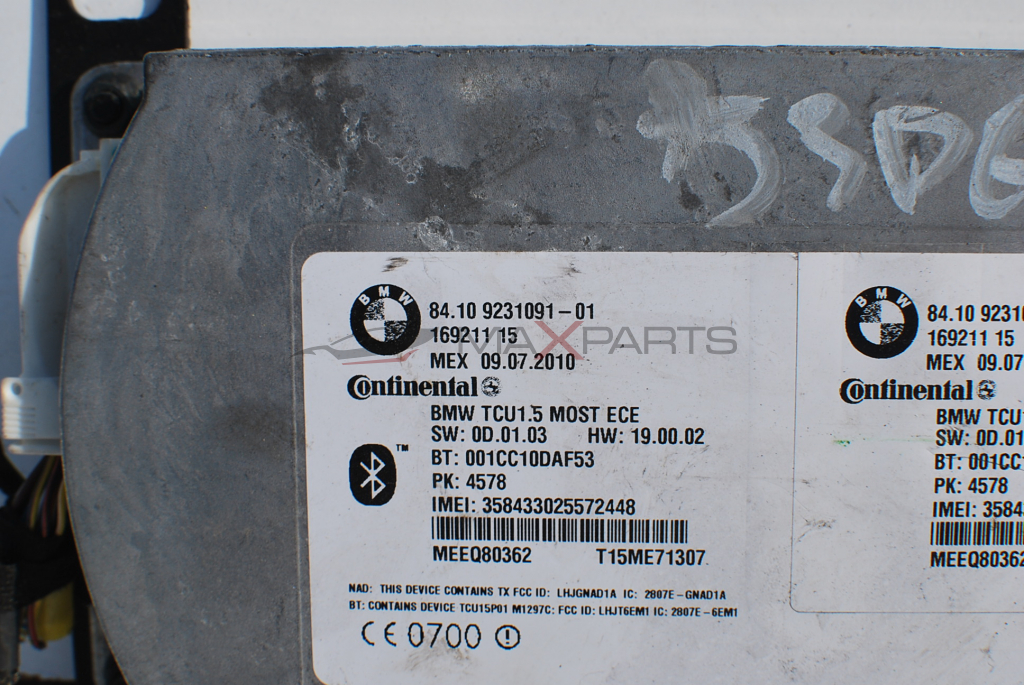 BMW
84.10 9231091-01
169211 15
MEX 09.07.2010
Continental
BMW TCU1.5 MOST ECE
SW: 0D.01.03 HW: 19.00.02
BT: 001CC10DAF53
TM
PK: 4578
IMEI: 358433025572448
MEEQ80362 T15ME71307
NAD: THIS DEVICE CONTAINS TX FCC ID: LHJGNAD1A IC: 2807E-GNAD1A
BT: CONTAINS DEVICE TCU15P01 M1297C: FCC ID: LHJT6EM1 IC: 2807E-6EM1
CE 0700
BMW
84.10 9231
169211 15
MEX 09.07
Continental
BMW TCU1
SW: 0D.01
BT: 001CC1
PK: 4578
IMEI: 3584
MEEQ80362
MAXPARTS